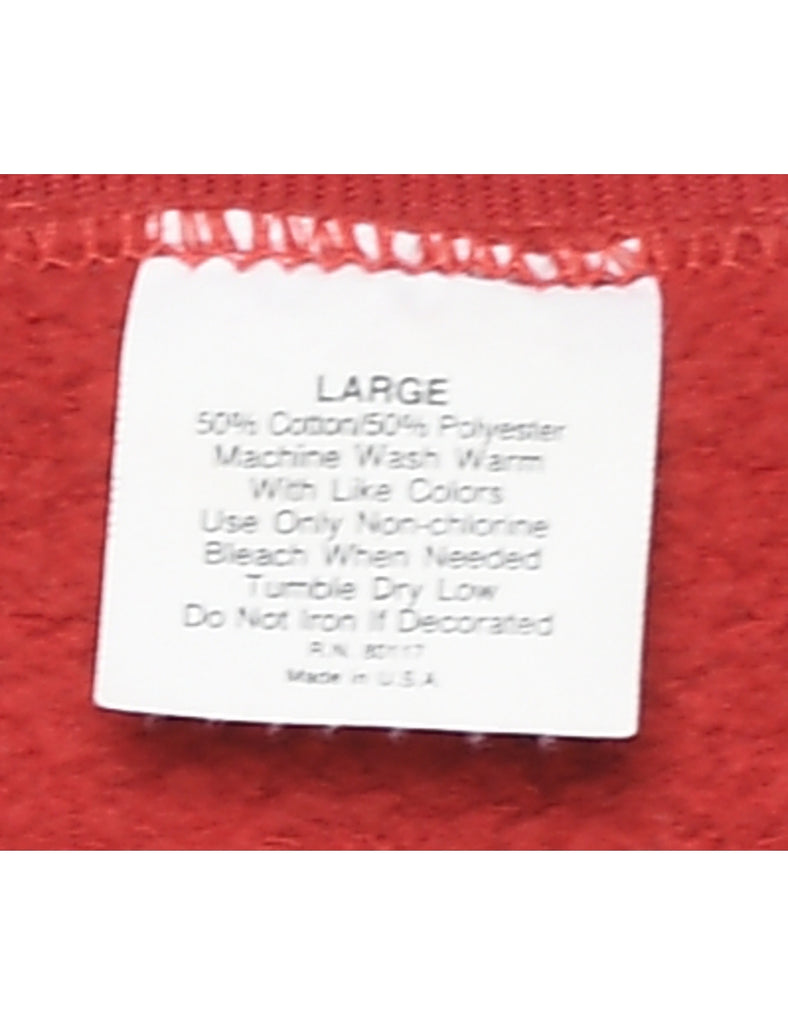 LARGE
50% Cotton/50% Polyester
Machine Wash Warm
With Like Colors
Use Only Non-chlorine
Bleach When Needed
Tumble Dry Low
Do Not Iron If Decorated
R.N.
Made in U.S.A.